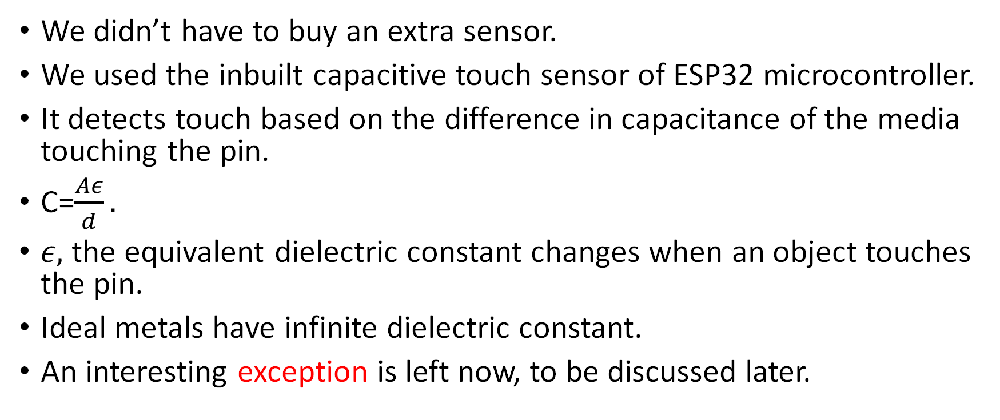 • We didn’t have to buy an extra sensor.
• We used the inbuilt capacitive touch sensor of ESP32 microcontroller.
• It detects touch based on the difference in capacitance of the media
touching the pin.
• C=\frac{Aϵ}{d}.
• ϵ, the equivalent dielectric constant changes when an object touches
the pin.
• Ideal metals have infinite dielectric constant.
• An interesting exception is left now, to be discussed later.